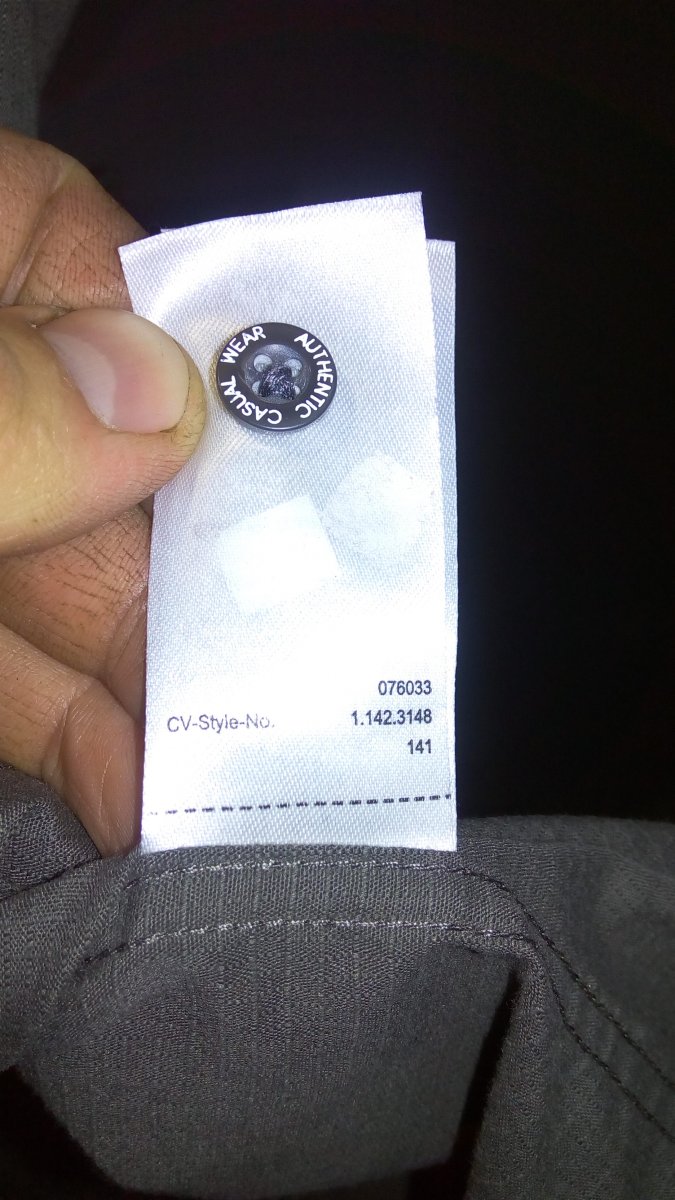 AUTHENTIC CASUAL WEAR
076033
CV-Style-No. 1.142.3148
141